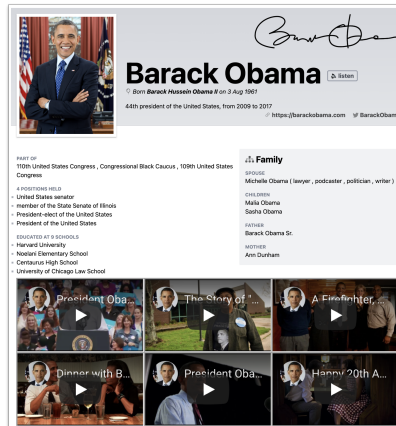 Barack Obama
listen
Born Barack Hussein Obama II on 3 Aug 1961
44th president of the United States, from 2009 to 2017
https://barackobama.com BarackObam
PART OF
110th United States Congress , Congressional Black Caucus , 109th United States
Congress
4 POSITIONS HELD
United States senator
member of the State Senate of Illinois
President-elect of the United States
President of the United States
EDUCATED AT 9 SCHOOLS
Harvard University
Noelani Elementary School
Centaurus High School
University of Chicago Law School
Family
SPOUSE
Michelle Obama ( lawyer , podcaster , politician , writer )
CHILDREN
Malia Obama
Sasha Obama
FATHER
Barack Obama Sr.
MOTHER
Ann Dunham
President Oba...
The Story of "...
A Firefighter, ...
Dinner with B...
President Oba...
Happy 20th A...